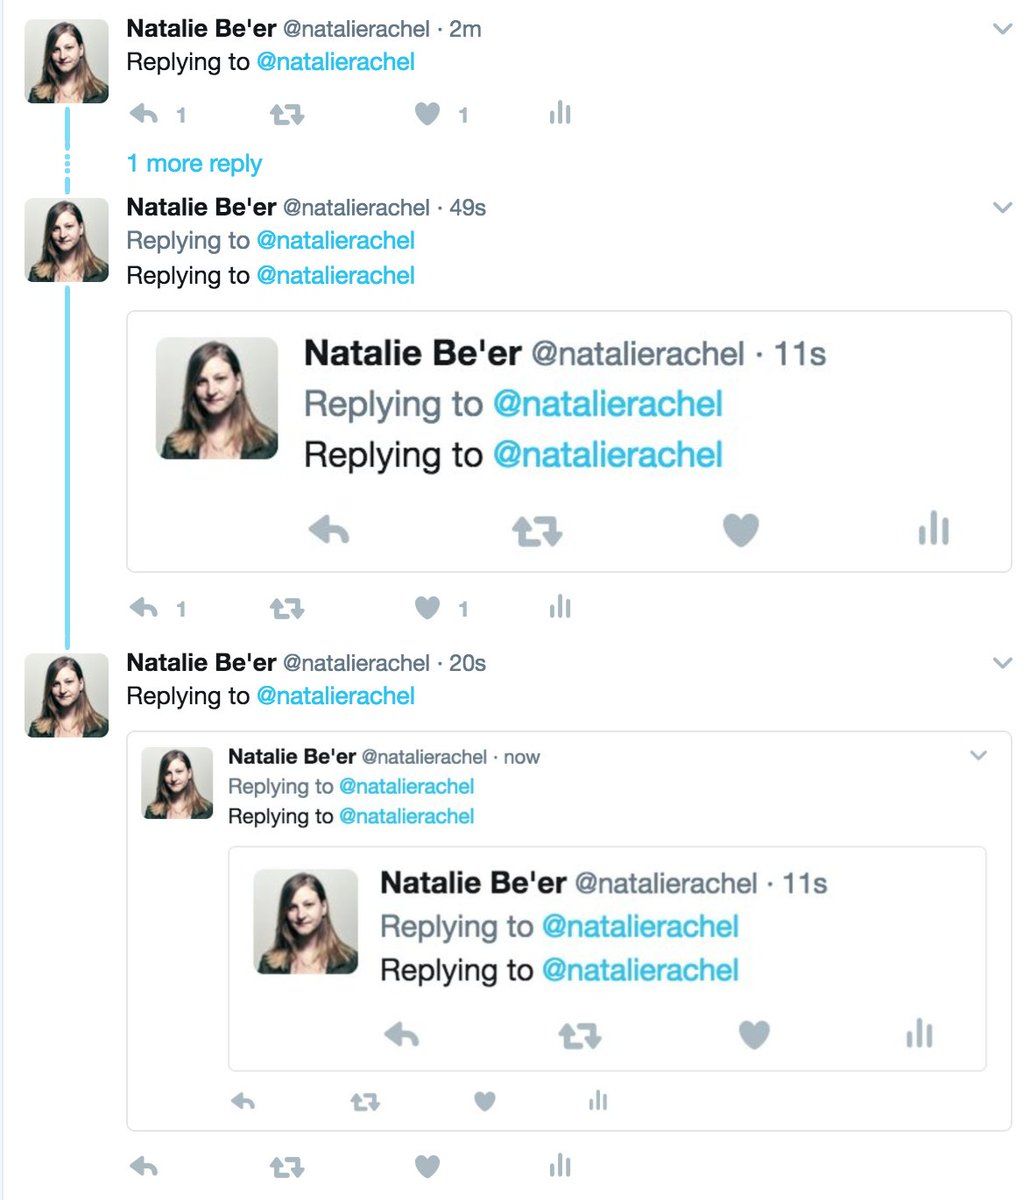 Natalie Be'er @natalierachel · 2m
Replying to @natalierachel
1 1
1 more reply
Natalie Be'er @natalierachel · 49s
Replying to @natalierachel
Replying to @natalierachel
Natalie Be'er @natalierachel · 11s
Replying to @natalierachel
Replying to @natalierachel
1 1
Natalie Be'er @natalierachel · 20s
Replying to @natalierachel
Natalie Be'er @natalierachel · now
Replying to @natalierachel
Replying to @natalierachel
Natalie Be'er @natalierachel · 11s
Replying to @natalierachel
Replying to @natalierachel